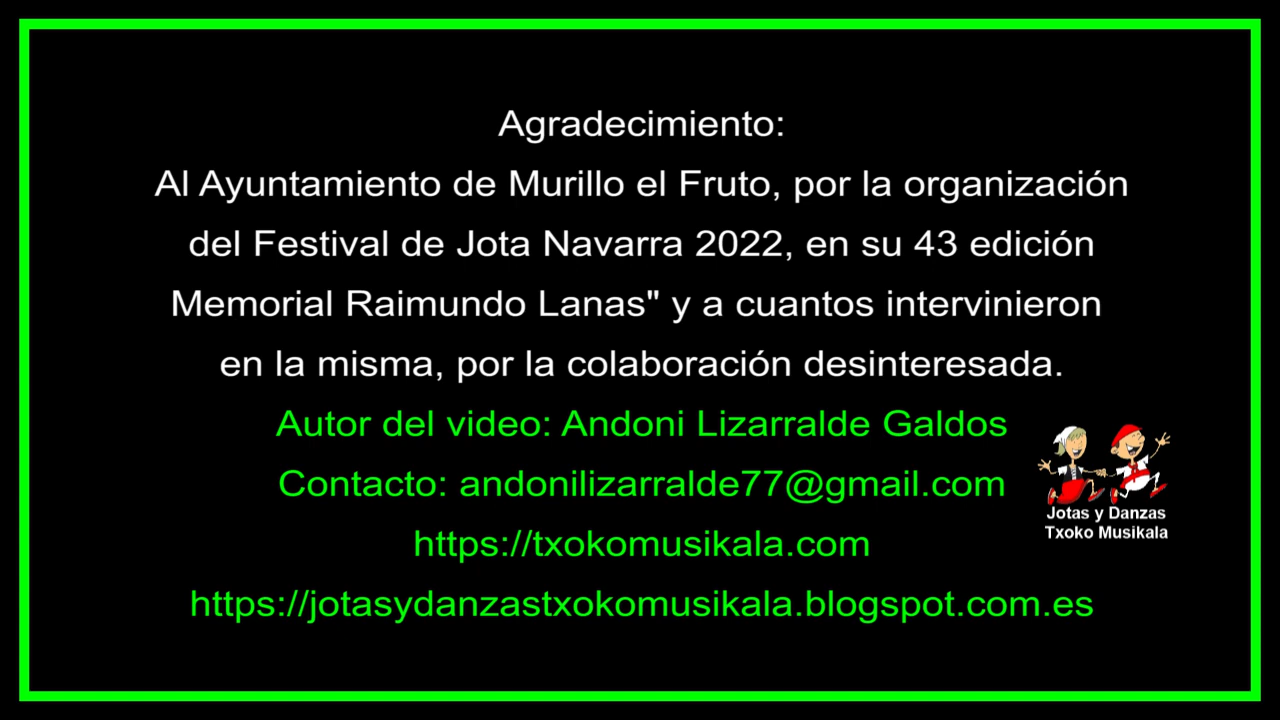 Agradecimiento:
Al Ayuntamiento de Murillo el Fruto, por la organización
del Festival de Jota Navarra 2022, en su 43 edición
Memorial Raimundo Lanas" y a cuantos intervinieron
en la misma, por la colaboración desinteresada.
Autor del video: Andoni Lizarralde Galdos
Contacto: andonilizarralde77@gmail.com
https://txokomusikala.com
https://jotasydanzastxokomusikala.blogspot.com.es
Jotas y Danzas
Txoko Musikala